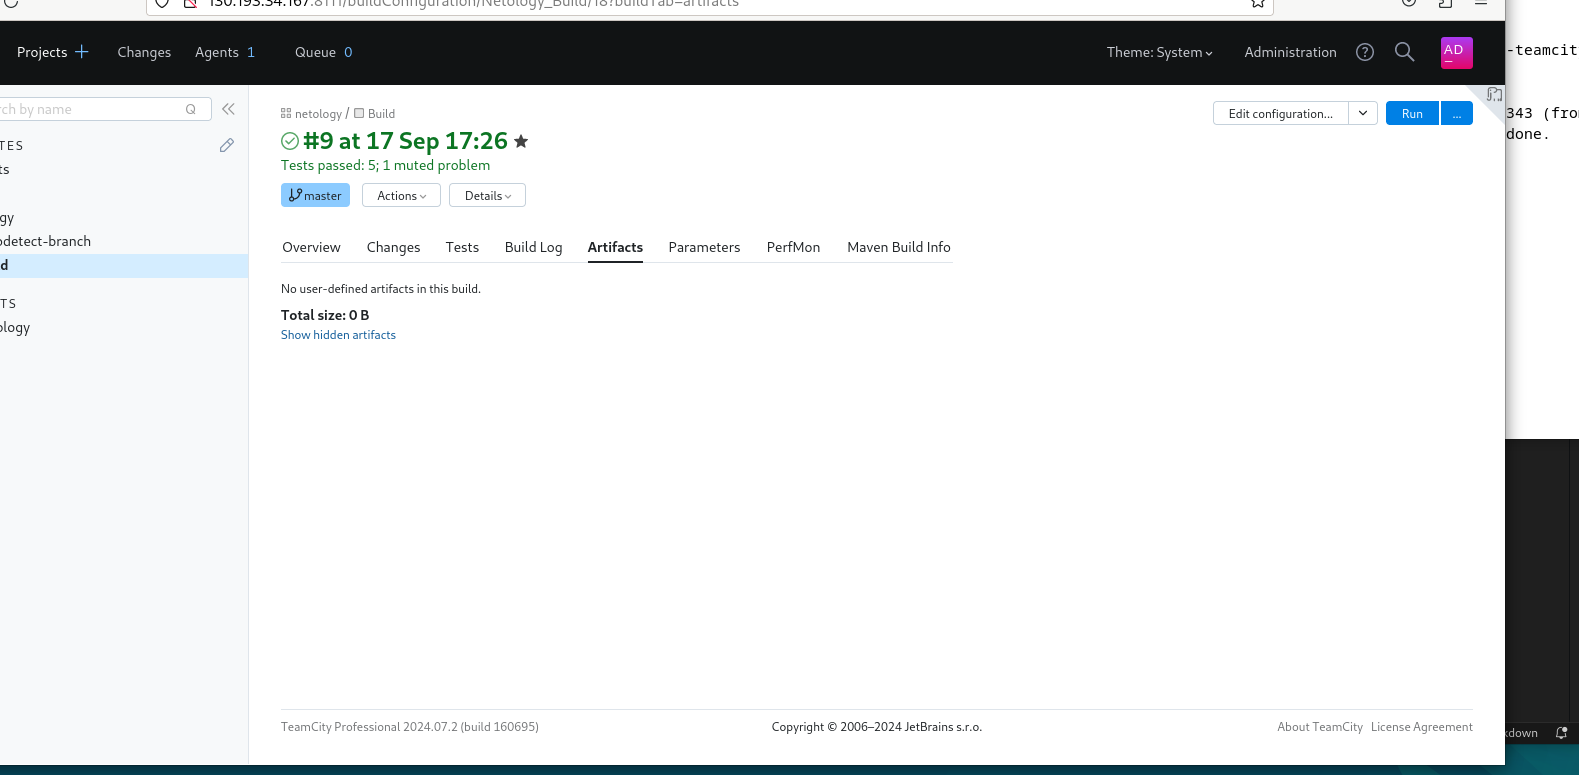 130.193.34.167:8111/buildConfiguration/Netology_Build/18?buildTab=artifacts
Projects Changes Agents 1 Queue 0 Theme: System Administration ? AD
-teamcit
rch by name
netology / Build
Edit configuration... Run ...
343 (fro
done.
#9 at 17 Sep 17:26
TES
Tests passed: 5; 1 muted problem
ts
master Actions Details
gy
odetect-branch
d
Overview Changes Tests Build Log Artifacts Parameters PerfMon Maven Build Info
No user-defined artifacts in this build.
TS
Total size: 0 B
ology
Show hidden artifacts
TeamCity Professional 2024.07.2 (build 160695) Copyright © 2006–2024 JetBrains s.r.o. About TeamCity License Agreement
kdown